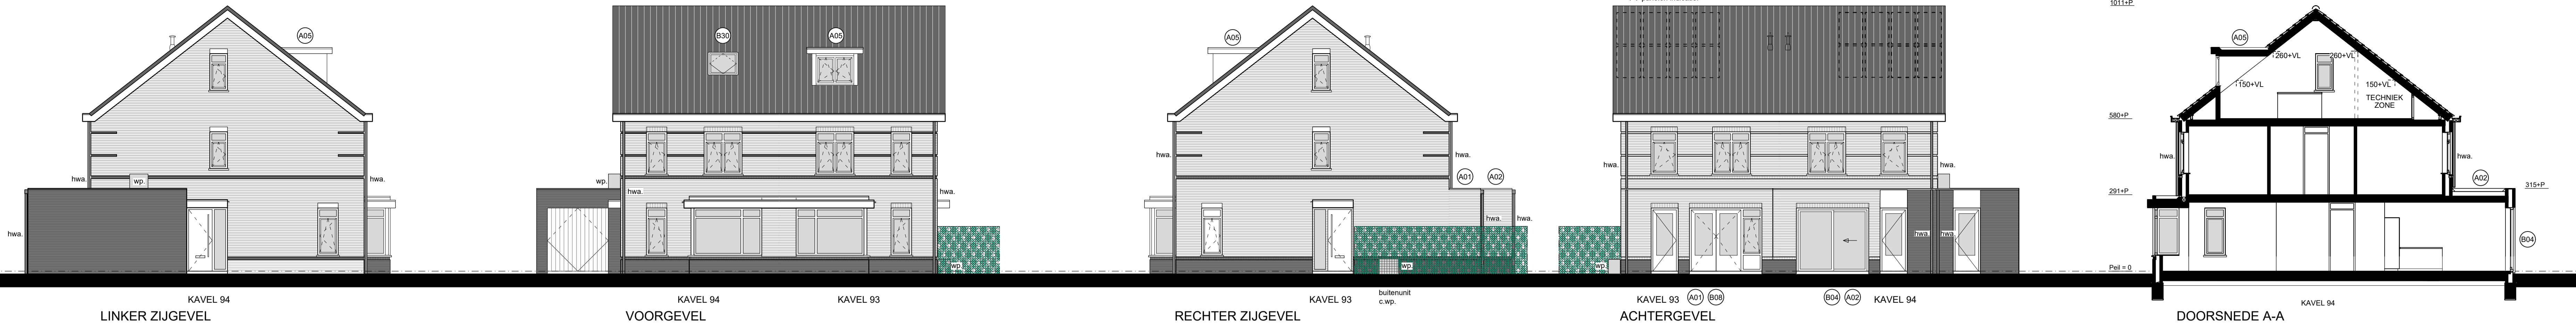 A05
hwa.
wp.
hwa.
hwa.
KAVEL 94
LINKER ZIJGEVEL
B30
A05
wp.
hwa.
hwa.
wp.
KAVEL 94
KAVEL 93
VOORGEVEL
A05
hwa.
hwa.
A01
A02
hwa.
hwa.
wp.
KAVEL 93
buitenunit
c.wp.
RECHTER ZIJGEVEL
hwa.
hwa.
wp.
hwa.
hwa.
KAVEL 93
A01
B08
B04
A02
KAVEL 94
ACHTERGEVEL
1011+P
A05
260+VL
260+VL
150+VL
150+VL
TECHNIEK
ZONE
580+P
hwa.
hwa.
A02
291+P
315+P
B04
Peil = 0
KAVEL 94
DOORSNEDE A-A